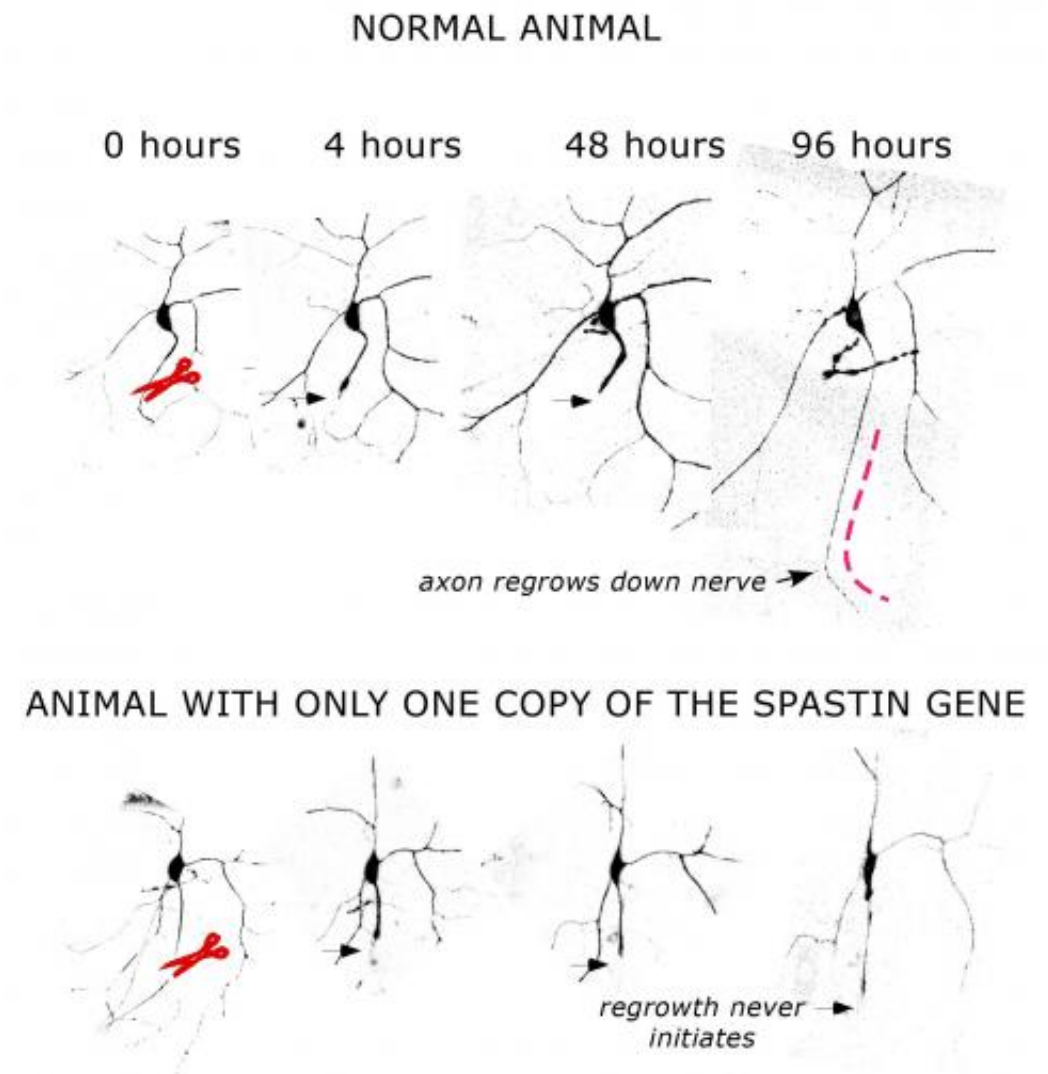 NORMAL ANIMAL
0 hours 4 hours 48 hours 96 hours
axon regrows down nerve
ANIMAL WITH ONLY ONE COPY OF THE SPASTIN GENE
regrowth never
initiates